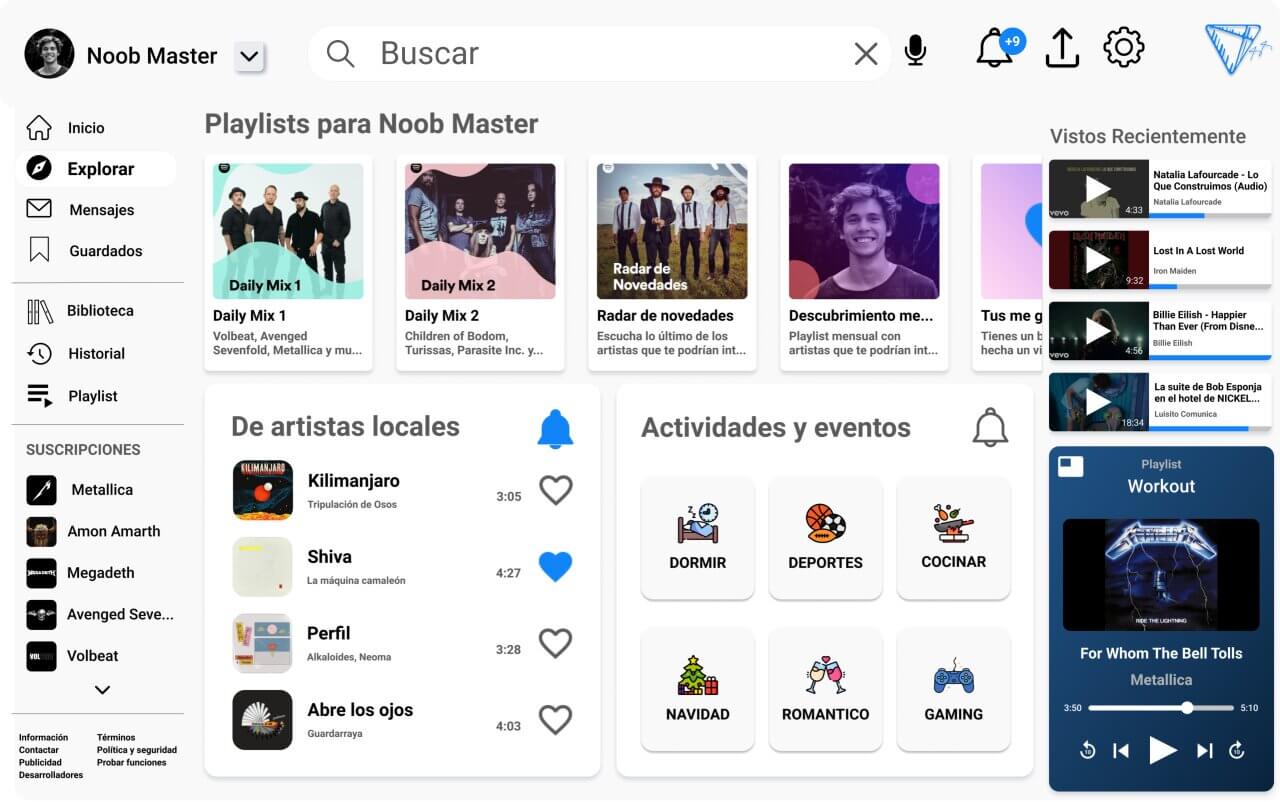 Noob Master
Buscar
+9
Inicio
Explorar
Mensajes
Guardados
Biblioteca
Historial
Playlist
SUSCRIPCIONES
Metallica
Amon Amarth
MEGADETH
Megadeth
Avenged Seve...
VOL
Volbeat
Información
Términos
Contactar
Política y seguridad
Publicidad
Probar funciones
Desarrolladores
Playlists para Noob Master
Daily Mix 1
Daily Mix 1
Volbeat, Avenged
Sevenfold, Metallica y mu...
Daily Mix 2
Daily Mix 2
Children of Bodom,
Turissas, Parasite Inc. y...
Radar de
Novedades
Radar de novedades
Escucha lo último de los
artistas que te podrían int...
Descubrimiento me...
Playlist mensual con
artistas que te podrían int...
Tus me g
Tienes un b
hecha un vi
De artistas locales
KILIMANJARO
Kilimanjaro
Tripulación de Osos
3:05
Shiva
La máquina camaleón
4:27
Perfil
Alkaloides, Neoma
3:28
Abre los ojos
Guardarraya
4:03
Actividades y eventos
DORMIR
DEPORTES
COCINAR
NAVIDAD
ROMANTICO
GAMING
Vistos Recientemente
vevo
4:33
Natalia Lafourcade - Lo
Que Construimos (Audio)
Natalia Lafourcade
IRON MAIDEN
9:32
Lost In A Lost World
Iron Maiden
vevo
4:56
Billie Eilish - Happier
Than Ever (From Disne...
Billie Eilish
18:34
La suite de Bob Esponja
en el hotel de NICKEL...
Luisito Comunica
Playlist
Workout
METALLICA
RIDE THE LIGHTNING
For Whom The Bell Tolls
Metallica
3:50
5:10
10
10